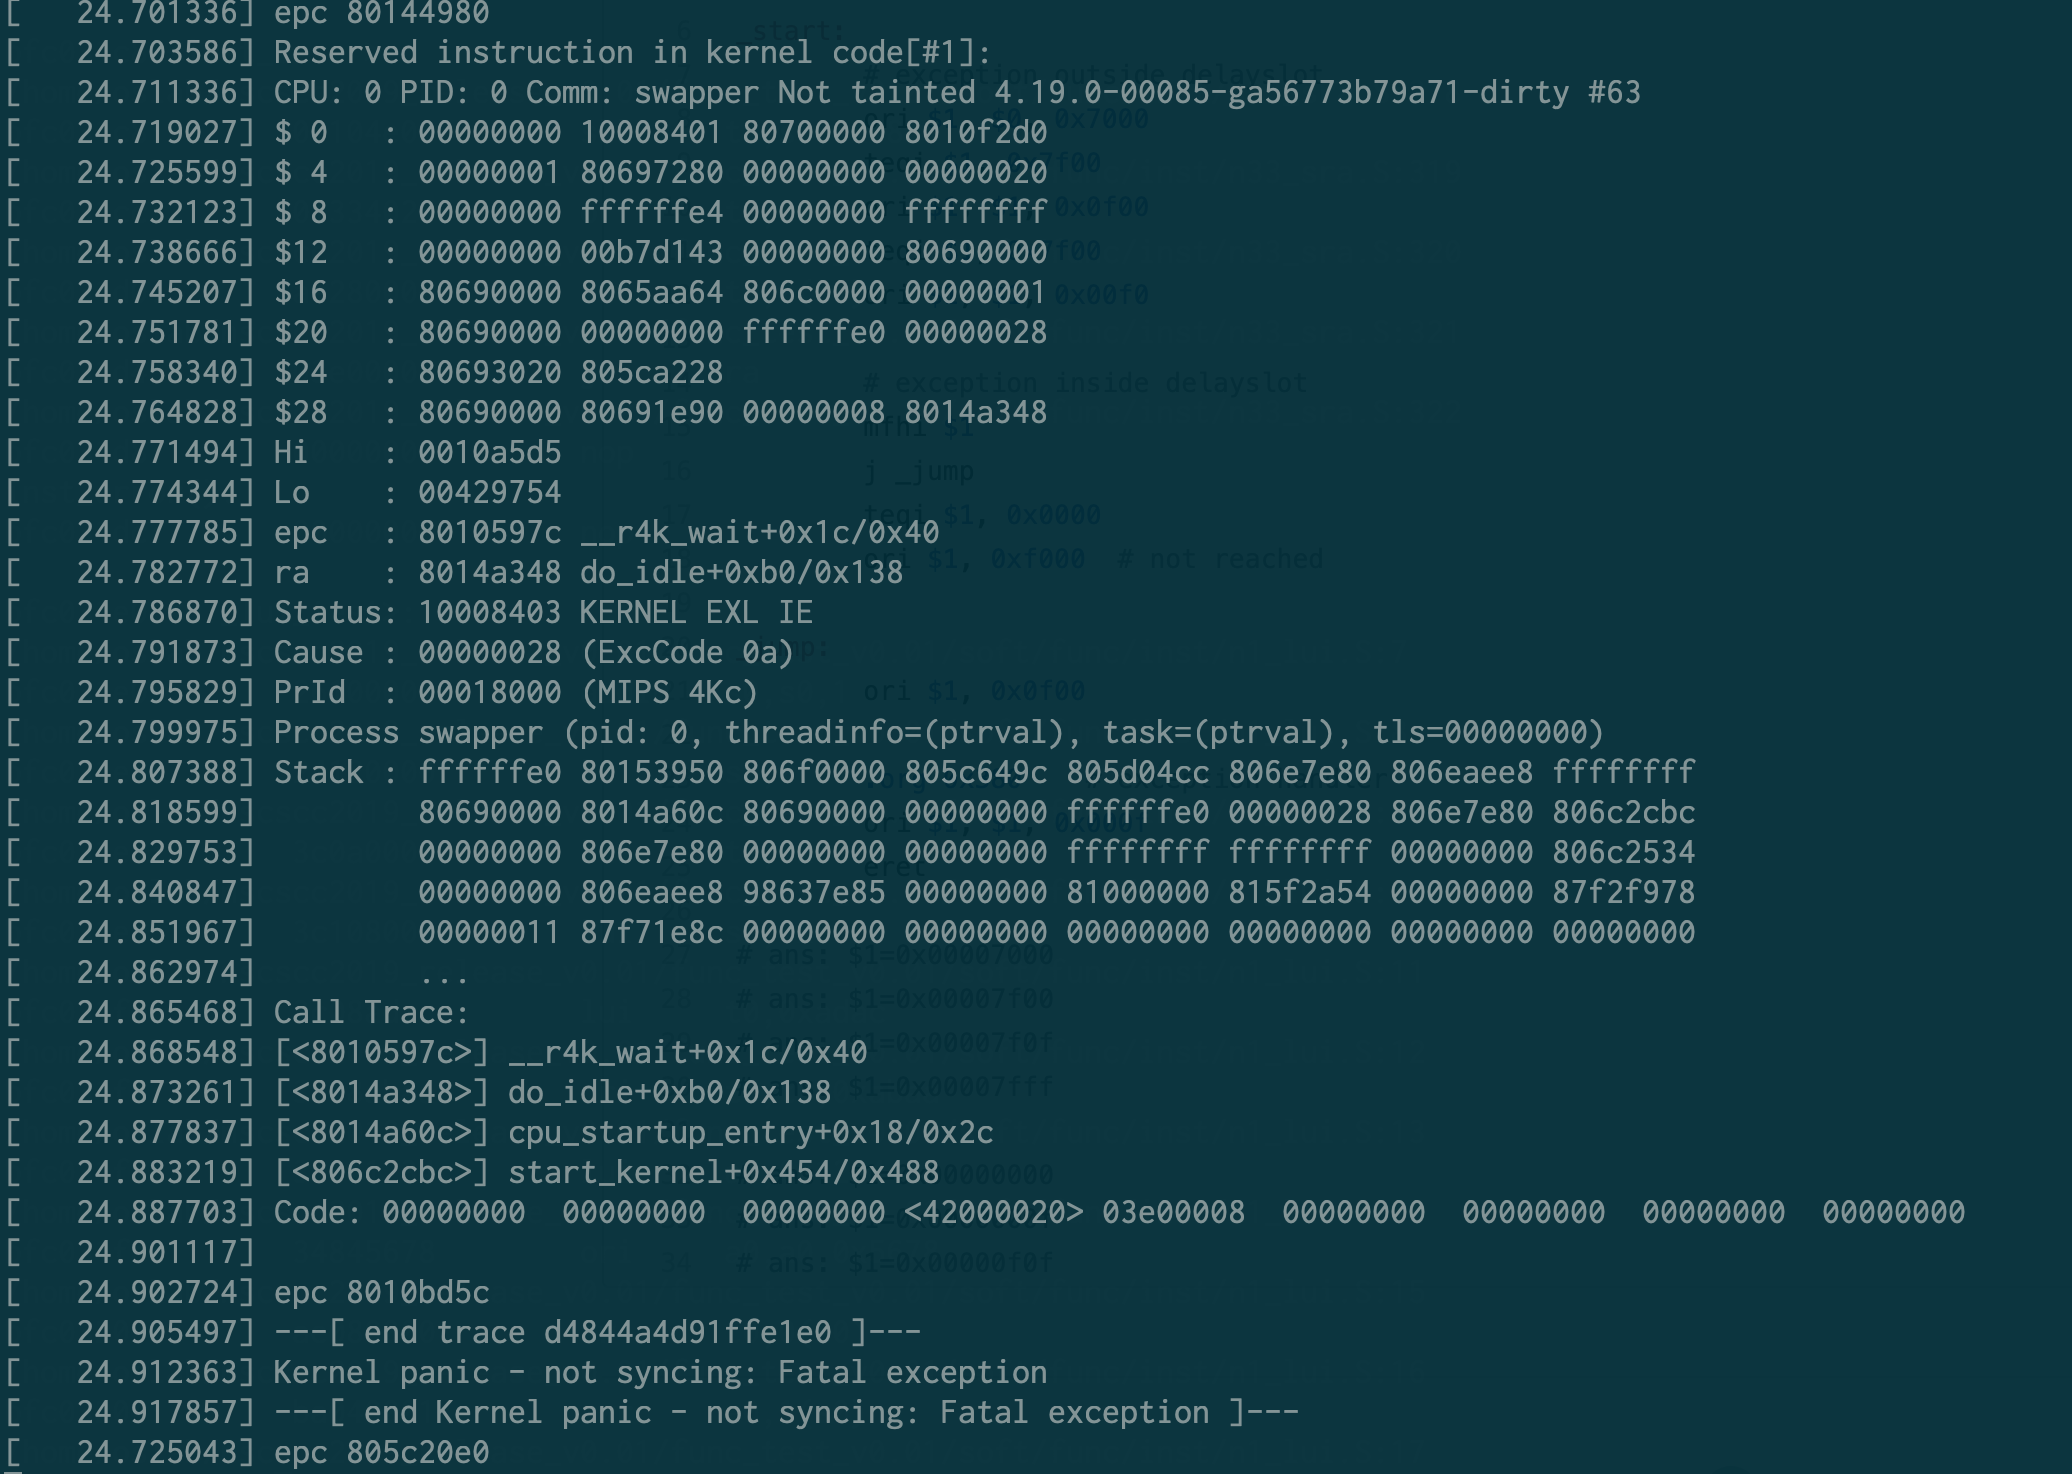 [   24.701336] epc 80144980
[   24.703586] Reserved instruction in kernel code[#1]:
[   24.711336] CPU: 0 PID: 0 Comm: swapper Not tainted 4.19.0-00085-ga56773b79a71-dirty #63
[   24.719027] $ 0   : 00000000 10008401 80700000 8010f2d0
[   24.725599] $ 4   : 00000001 80697280 00000000 00000020
[   24.732123] $ 8   : 00000000 ffffffe4 00000000 ffffffff
[   24.738666] $12   : 00000000 00b7d143 00000000 80690000
[   24.745207] $16   : 80690000 8065aa64 806c0000 00000001
[   24.751781] $20   : 80690000 00000000 ffffffe0 00000028
[   24.758340] $24   : 80693020 805ca228
[   24.764828] $28   : 80690000 80691e90 00000008 8014a348
[   24.771494] Hi    : 0010a5d5
[   24.774344] Lo    : 00429754
[   24.777785] epc   : 8010597c __r4k_wait+0x1c/0x40
[   24.782772] ra    : 8014a348 do_idle+0xb0/0x138
[   24.786870] Status: 10008403 KERNEL EXL IE
[   24.791873] Cause : 00000028 (ExcCode 0a)
[   24.795829] PrId  : 00018000 (MIPS 4Kc)
[   24.799975] Process swapper (pid: 0, threadinfo=(ptrval), task=(ptrval), tls=00000000)
[   24.807388] Stack : ffffffe0 80153950 806f0000 805c649c 805d04cc 806e7e80 806eaee8 ffffffff
[   24.818599]         80690000 8014a60c 80690000 00000000 ffffffe0 00000028 806e7e80 806c2cbc
[   24.829753]         00000000 806e7e80 00000000 00000000 ffffffff ffffffff 00000000 806c2534
[   24.840847]         00000000 806eaee8 98637e85 00000000 81000000 815f2a54 00000000 87f2f978
[   24.851967]         00000011 87f71e8c 00000000 00000000 00000000 00000000 00000000 00000000
[   24.862974]         ...
[   24.865468] Call Trace:
[   24.868548] [<8010597c>] __r4k_wait+0x1c/0x40
[   24.873261] [<8014a348>] do_idle+0xb0/0x138
[   24.877837] [<8014a60c>] cpu_startup_entry+0x18/0x2c
[   24.883219] [<806c2cbc>] start_kernel+0x454/0x488
[   24.887703] Code: 00000000  00000000  00000000 <42000020> 03e00008  00000000  00000000  00000000  00000000
[   24.901117]
[   24.902724] epc 8010bd5c
[   24.905497] ---[ end trace d4844a4d91ffe1e0 ]---
[   24.912363] Kernel panic - not syncing: Fatal exception
[   24.917857] ---[ end Kernel panic - not syncing: Fatal exception ]---
[   24.725043] epc 805c20e0